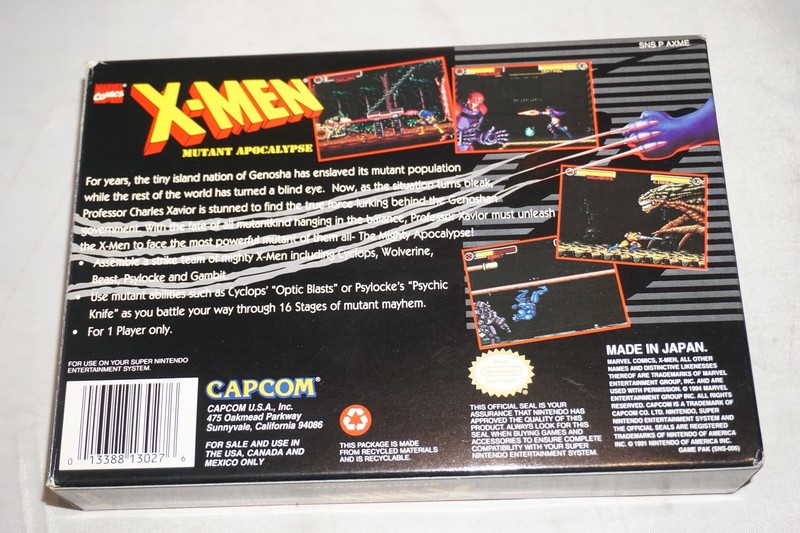 SNS P AXME
MARVEL
COMICS
X-MEN
MUTANT APOCALYPSE
For years, the tiny island nation of Genosha has enslaved its mutant population
while the rest of the world has turned a blind eye. Now, as the situation turns bleak,
Professor Charles Xavior is stunned to find the true force lurking behind the Genoshan
government. With the fate of all mutantkind hanging in the balance, Professor Xavior must unleash
the X-Men to face the most powerful mutant of them all- The Mighty Apocalypse!
• Assemble a strike team of mighty X-Men including Cyclops, Wolverine,
Beast, Psylocke and Gambit.
• Use mutant abilities such as Cyclops' "Optic Blasts" or Psylocke's "Psychic
Knife" as you battle your way through 16 Stages of mutant mayhem.
• For 1 Player only.
FOR USE ON YOUR SUPER NINTENDO
ENTERTAINMENT SYSTEM.
0 13388 13027 6
CAPCOM®
CAPCOM U.S.A., Inc.
475 Oakmead Parkway
Sunnyvale, California 94086
FOR SALE AND USE IN
THE USA, CANADA AND
MEXICO ONLY
THIS PACKAGE IS MADE
FROM RECYCLED MATERIALS
AND IS RECYCLABLE.
THIS OFFICIAL SEAL IS YOUR
ASSURANCE THAT NINTENDO HAS
APPROVED THE QUALITY OF THIS
PRODUCT. ALWAYS LOOK FOR THIS
SEAL WHEN BUYING GAMES AND
ACCESSORIES TO ENSURE COMPLETE
COMPATIBILITY WITH YOUR SUPER
NINTENDO ENTERTAINMENT SYSTEM.
MADE IN JAPAN.
MARVEL COMICS, X-MEN, ALL OTHER
NAMES AND DISTINCTIVE LIKENESSES
THEREOF ARE TRADEMARKS OF MARVEL
ENTERTAINMENT GROUP, INC. AND ARE
USED WITH PERMISSION. © 1994 MARVEL
ENTERTAINMENT GROUP INC. ALL RIGHTS
RESERVED. CAPCOM IS A TRADEMARK OF
CAPCOM CO. LTD. NINTENDO, SUPER
NINTENDO ENTERTAINMENT SYSTEM AND
THE OFFICIAL SEALS ARE REGISTERED
TRADEMARKS OF NINTENDO OF AMERICA
INC. © 1991 NINTENDO OF AMERICA INC.
GAME PAK (SNS-006)